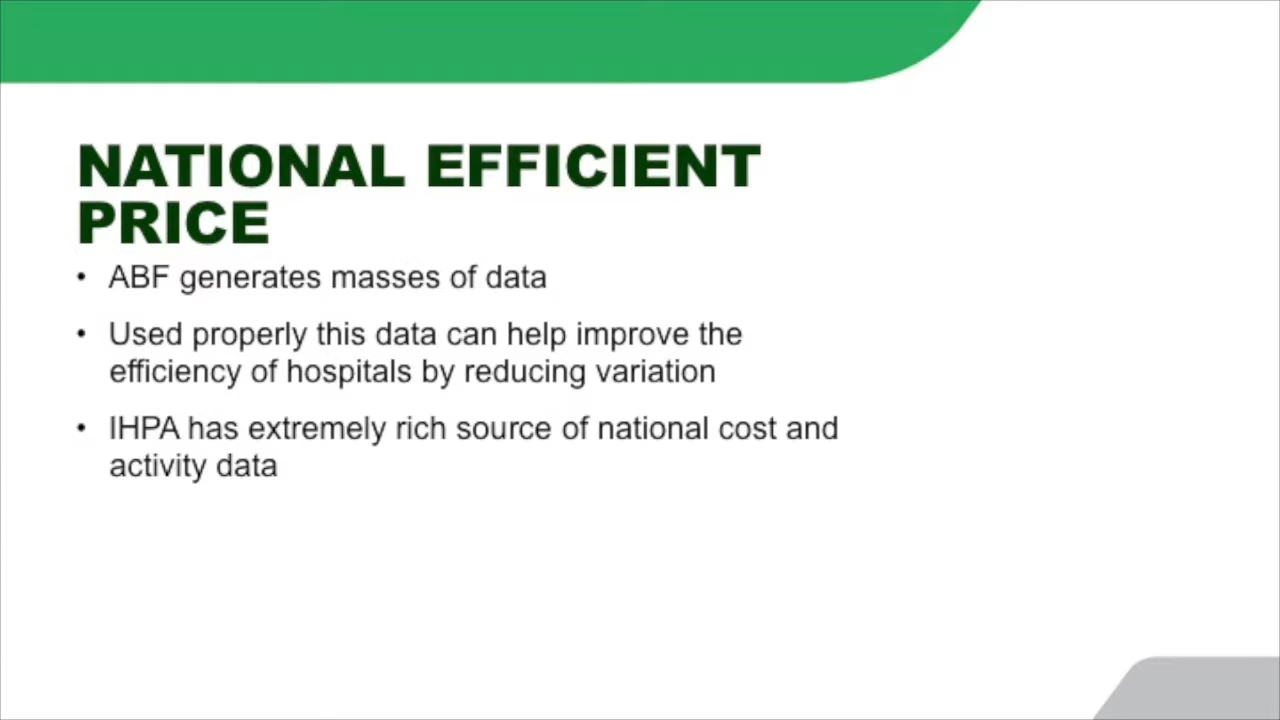 NATIONAL EFFICIENT
PRICE
• ABF generates masses of data
• Used properly this data can help improve the
efficiency of hospitals by reducing variation
• IHPA has extremely rich source of national cost and
activity data